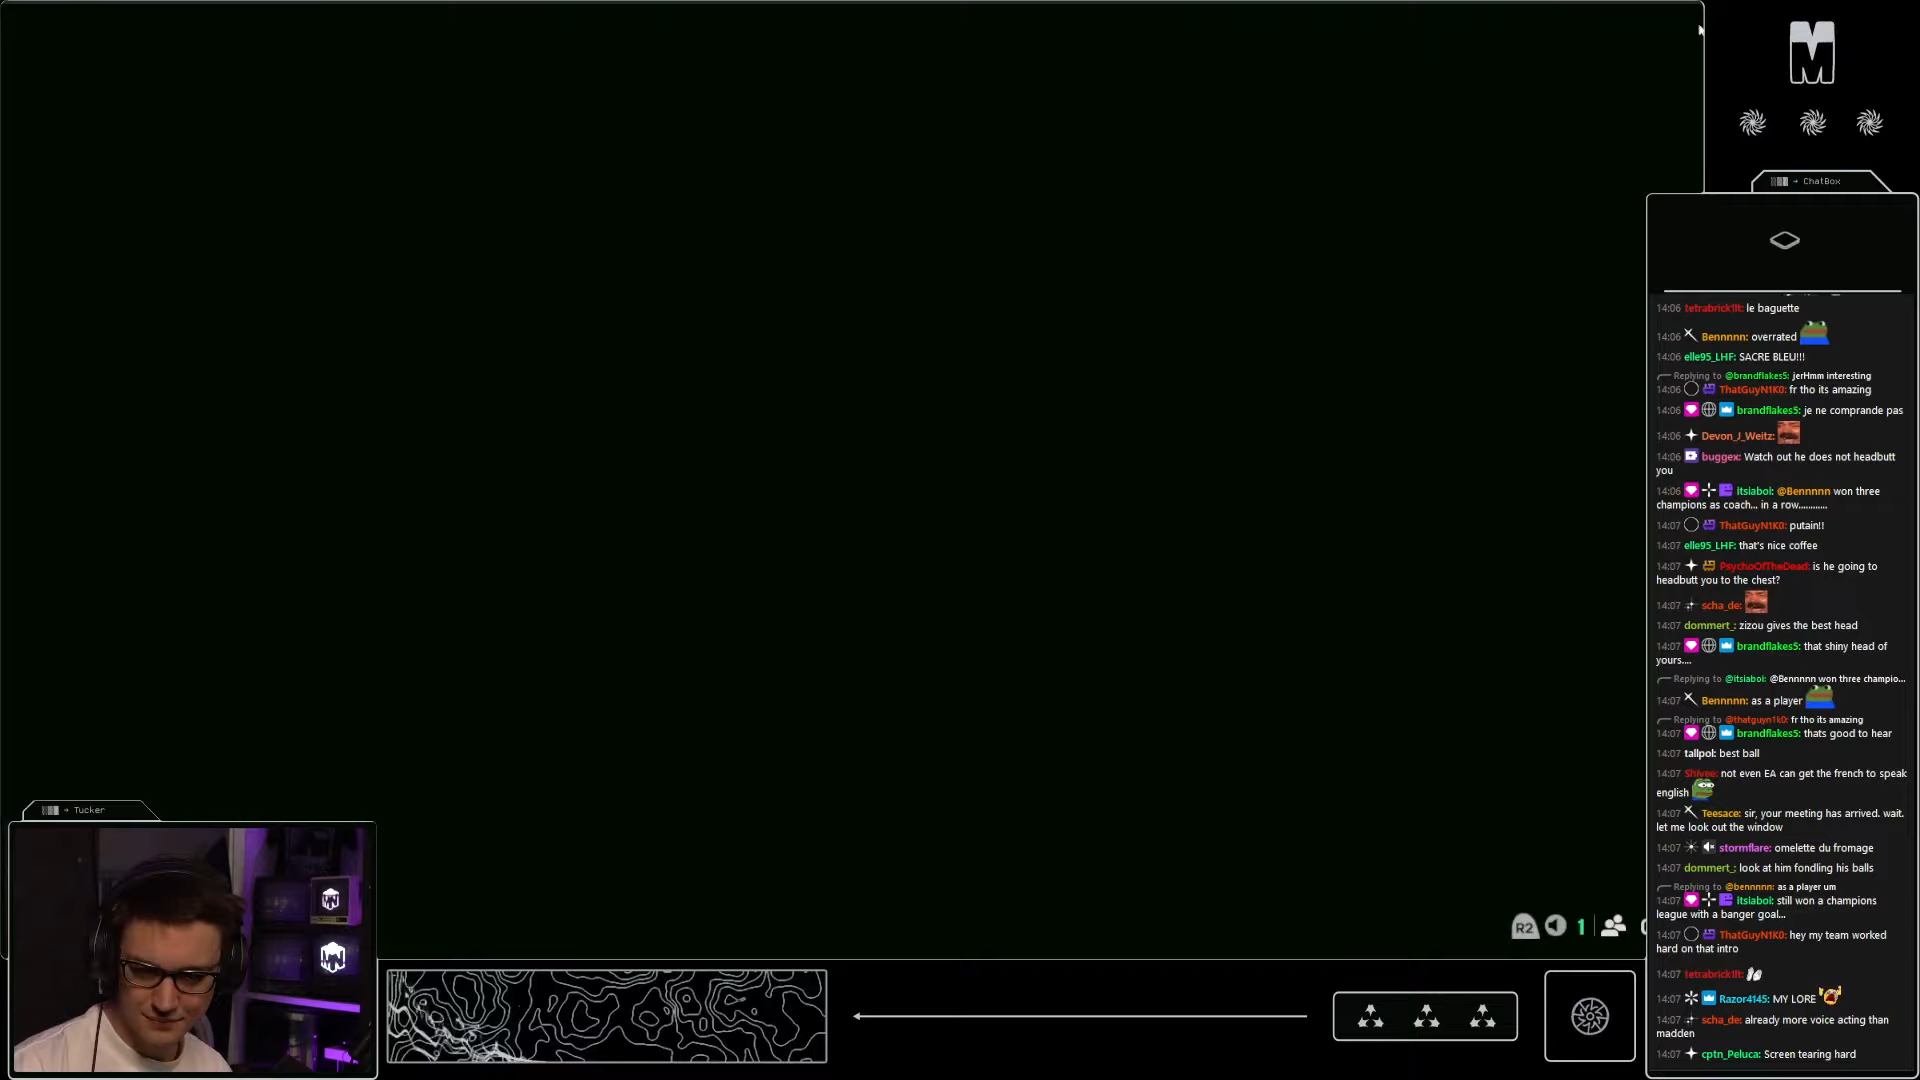 M
→ ChatBox
14:06 tetrabrick1lt: le baguette
14:06 Bennnnn: overrated
14:06 elle95_LHF: SACRE BLEU!!!
Replying to @brandflakes5: jerHmm interesting
14:06 ThatGuyN1K0: fr tho its amazing
14:06 brandflakes5: je ne comprande pas
14:06 Devon_J_Weitz:
14:06 buggex: Watch out he does not headbutt
you
14:06 itsiaboi: @Bennnnn won three
champions as coach... in a row............
14:07 ThatGuyN1K0: putain!!
14:07 elle95_LHF: that's nice coffee
14:07 PsychoOfTheDead: is he going to
headbutt you to the chest?
14:07 scha_de:
14:07 dommert_: zizou gives the best head
14:07 brandflakes5: that shiny head of
yours....
Replying to @itsiaboi: @Bennnnn won three champio...
14:07 Bennnnn: as a player
Replying to @thatguyn1k0: fr tho its amazing
14:07 brandflakes5: thats good to hear
14:07 tallpol: best ball
14:07 Shivee: not even EA can get the french to speak
english
14:07 Teesace: sir, your meeting has arrived. wait.
let me look out the window
14:07 stormflare: omelette du fromage
14:07 dommert_: look at him fondling his balls
Replying to @bennnnn: as a player um
14:07 itsiaboi: still won a champions
league with a banger goal...
14:07 ThatGuyN1K0: hey my team worked
hard on that intro
14:07 tetrabrick1lt:
14:07 Razor4145: MY LORE
14:07 scha_de: already more voice acting than
madden
14:07 cptn_Peluca: Screen tearing hard
R2 1
→ Tucker